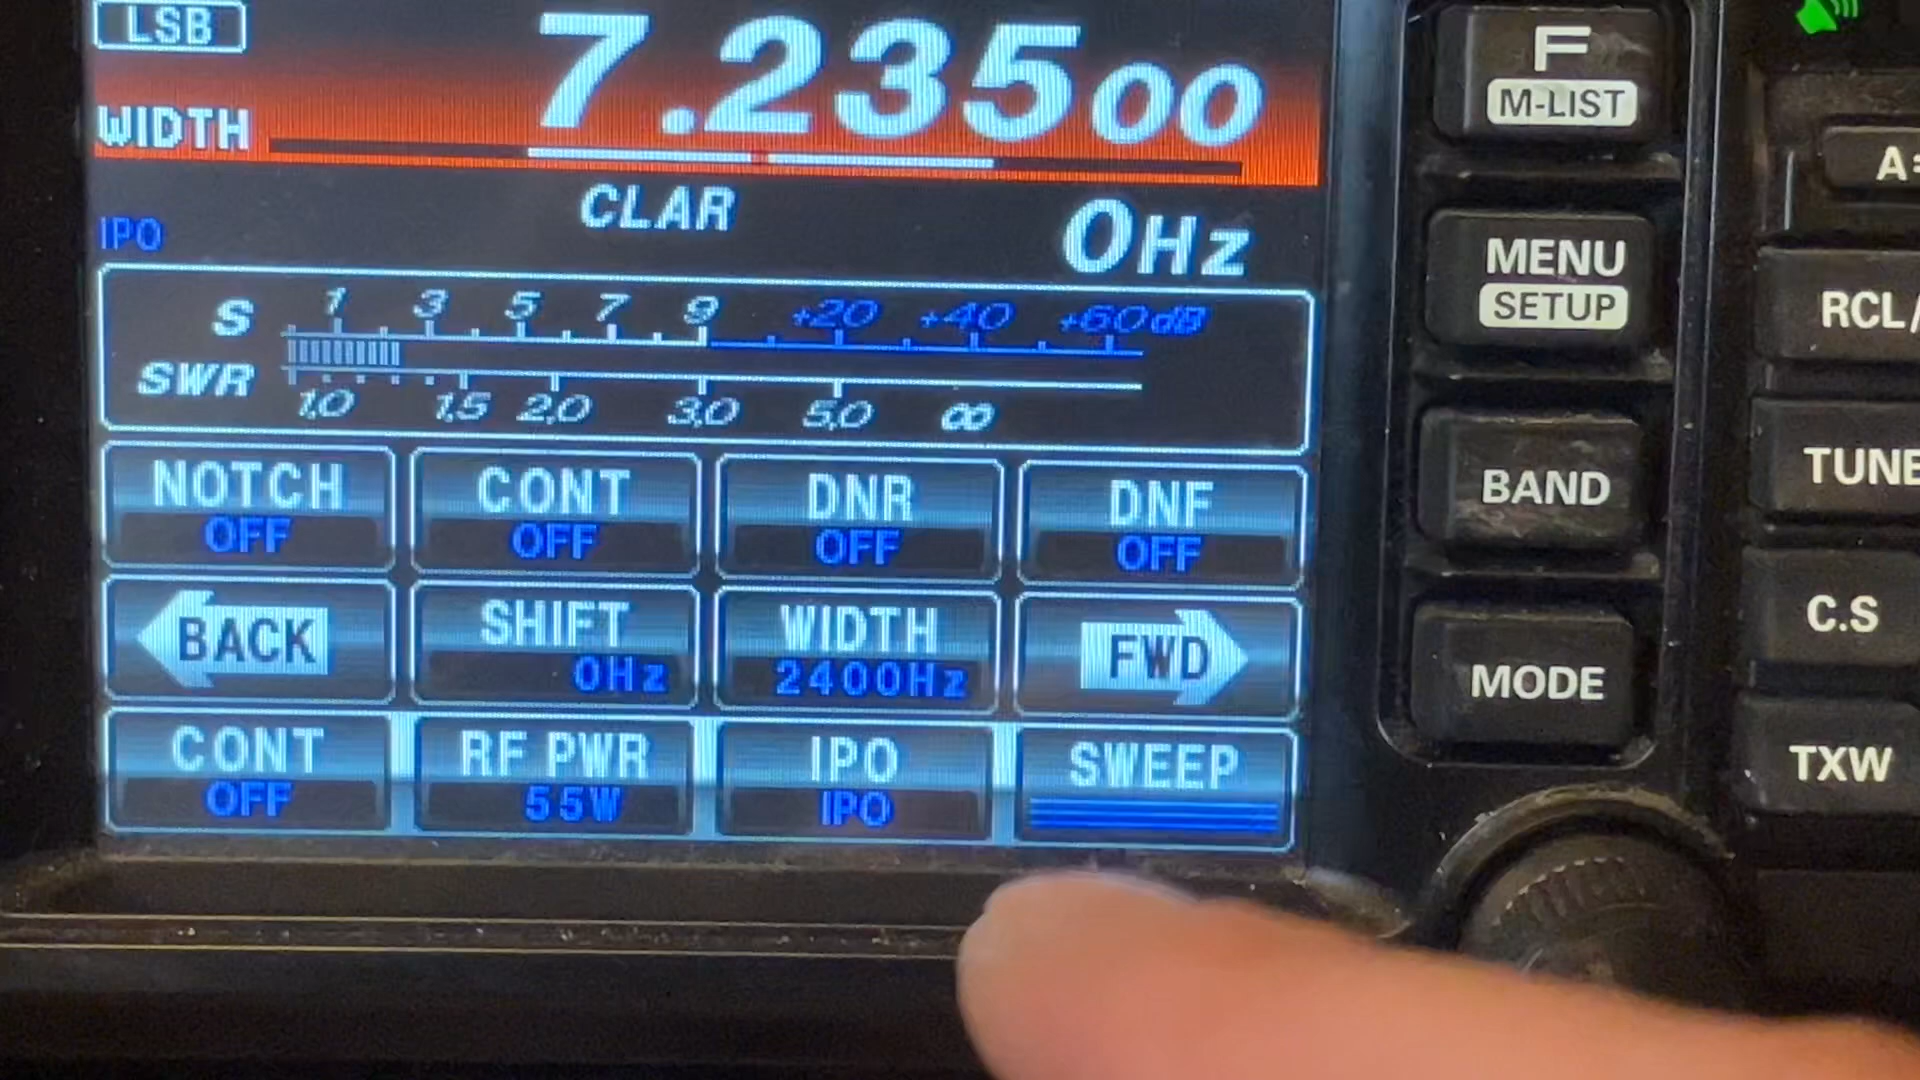 LSB
7.23500
WIDTH
IPO
CLAR
0Hz
S 1 3 5 7 9 +20 +40 +60dB
SWR
1,0 1,5 2,0 3,0 5,0 ∞
NOTCH
OFF
CONT
OFF
DNR
OFF
DNF
OFF
BACK
SHIFT
0Hz
WIDTH
2400Hz
FWD
CONT
OFF
RF PWR
55W
IPO
IPO
SWEEP
F
M-LIST
MENU
SETUP
BAND
MODE
A
RCL/
TUNE
C.S
TXW